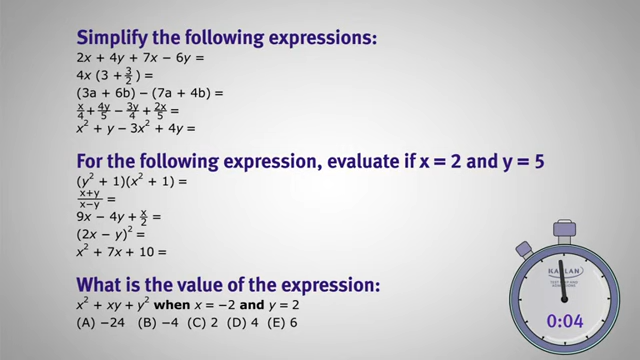 Simplify the following expressions:
2x + 4y + 7x − 6y =
4x (3 + 3/2 ) =
(3a + 6b) − (7a + 4b) =
x/4 + 4y/5 − 3y/4 + 2x/5 =
x² + y − 3x² + 4y =
For the following expression, evaluate if x = 2 and y = 5
(y² + 1)(x² + 1) =
x+y/x−y =
9x − 4y + x/2 =
(2x − y)² =
x² + 7x + 10 =
What is the value of the expression:
x² + xy + y² when x = −2 and y = 2
(A) −24 (B) −4 (C) 2 (D) 4 (E) 6
KAPLAN
0:04